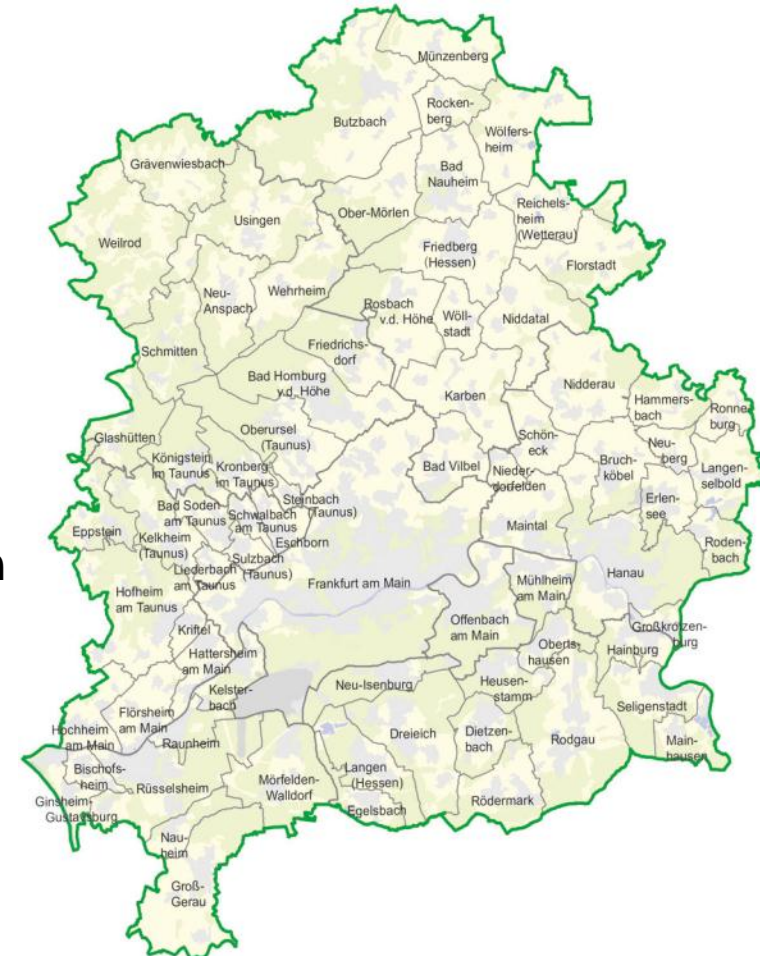 Münzenberg
Rocken-
berg
Butzbach
Wölfers-
heim
Grävenwiesbach
Bad
Nauheim
Usingen
Ober-Mörlen
Reichels-
heim
(Wetterau)
Weilrod
Friedberg
(Hessen)
Florstadt
Neu-
Anspach
Wehrheim
Rosbach
v.d. Höhe
Wöll-
stadt
Niddatal
Schmitten
Friedrichs-
dorf
Bad Homburg
v.d. Höhe
Karben
Nidderau
Hammers-
bach
Ronne
burg
Glashütten
Oberursel
(Taunus)
Schön-
eck
Neu-
berg
Königstein
im Taunus
Kronberg
im Taunus
Bad Vilbel
Nieder-
dorfelden
Bruch-
köbel
Langen-
selbold
Steinbach
(Taunus)
Erlen-
see
Bad Soden
am Taunus
Schwalbach
am Taunus
Eppstein
Kelkheim
(Taunus)
Eschborn
Maintal
Roden-
bach
Sulzbach
(Taunus)
Liederbach
am Taunus
Frankfurt am Main
Hanau
n
Hofheim
am Taunus
Mühlheim
am Main
Offenbach
am Main
Kriftel
Großkrotzen-
burg
Oberts-
hausen
Hainburg
Hattersheim
am Main
Heusen-
stamm
Kelster-
bach
Neu-Isenburg
Seligenstadt
Flörsheim
am Main
Hochheim
am Main
Raunheim
Dreieich
Dietzen-
bach
Rodgau
Main-
hausen
Bischofs-
heim
Rüsselsheim
Mörfelden-
Walldorf
Langen
(Hessen)
Ginsheim-
Gustavsburg
Egelsbach
Rödermark
Nau-
heim
Groß-
Gerau